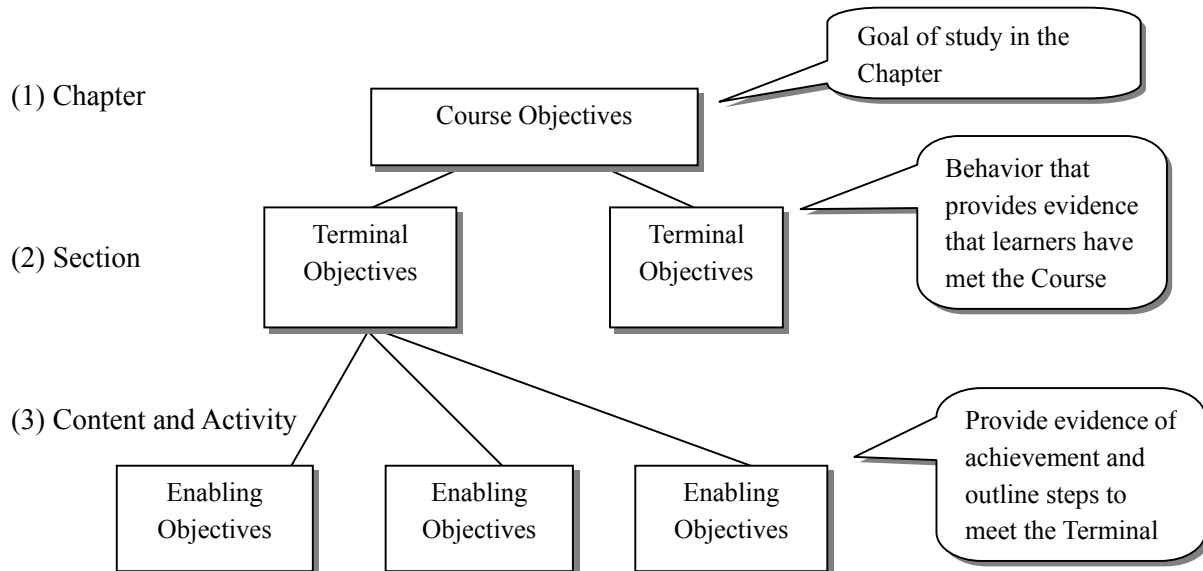 Goal of study in the
Chapter
(1) Chapter
Course Objectives
Behavior that
provides evidence
that learners have
met the Course
(2) Section
Terminal
Objectives
Terminal
Objectives
(3) Content and Activity
Provide evidence of
achievement and
outline steps to
meet the Terminal
Enabling
Objectives
Enabling
Objectives
Enabling
Objectives